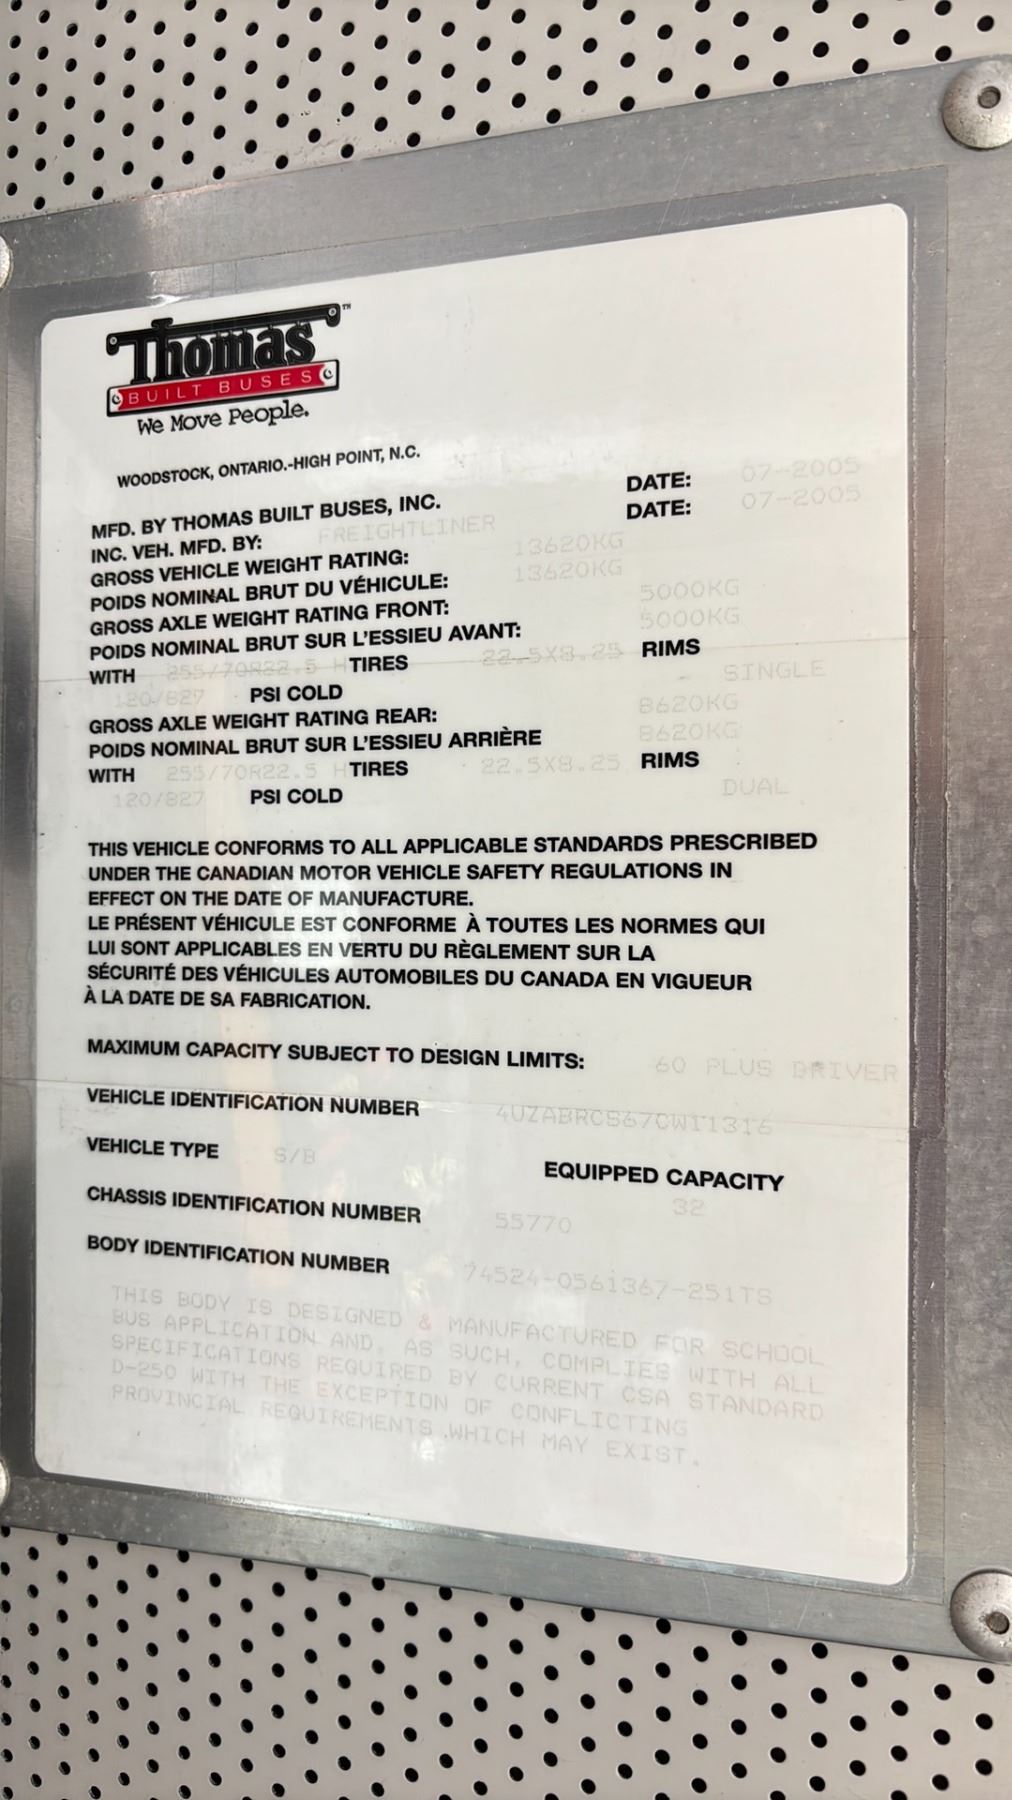 Thomas™
BUILT BUSES
We Move People.
WOODSTOCK, ONTARIO.-HIGH POINT, N.C.
MFD. BY THOMAS BUILT BUSES, INC. DATE: 07-2005
INC. VEH. MFD. BY: FREIGHTLINER DATE: 07-2005
GROSS VEHICLE WEIGHT RATING: 13620KG
POIDS NOMINAL BRUT DU VÉHICULE: 13620KG
GROSS AXLE WEIGHT RATING FRONT: 5000KG
POIDS NOMINAL BRUT SUR L'ESSIEU AVANT: 5000KG
WITH 255/70R22.5 H TIRES 22.5X8.25 RIMS
120/827 PSI COLD SINGLE
GROSS AXLE WEIGHT RATING REAR: 8620KG
POIDS NOMINAL BRUT SUR L'ESSIEU ARRIÈRE 8620KG
WITH 255/70R22.5 H TIRES 22.5X8.25 RIMS
120/827 PSI COLD DUAL
THIS VEHICLE CONFORMS TO ALL APPLICABLE STANDARDS PRESCRIBED
UNDER THE CANADIAN MOTOR VEHICLE SAFETY REGULATIONS IN
EFFECT ON THE DATE OF MANUFACTURE.
LE PRÉSENT VÉHICULE EST CONFORME À TOUTES LES NORMES QUI
LUI SONT APPLICABLES EN VERTU DU RÈGLEMENT SUR LA
SÉCURITÉ DES VÉHICULES AUTOMOBILES DU CANADA EN VIGUEUR
À LA DATE DE SA FABRICATION.
MAXIMUM CAPACITY SUBJECT TO DESIGN LIMITS: 60 PLUS DRIVER
VEHICLE IDENTIFICATION NUMBER 4UZABRCS67CW11316
VEHICLE TYPE S/B EQUIPPED CAPACITY
32
CHASSIS IDENTIFICATION NUMBER 55770
BODY IDENTIFICATION NUMBER 74524-0561367-251TS
THIS BODY IS DESIGNED & MANUFACTURED FOR SCHOOL
BUS APPLICATION AND, AS SUCH, COMPLIES WITH ALL
SPECIFICATIONS REQUIRED BY CURRENT CSA STANDARD
D-250 WITH THE EXCEPTION OF CONFLICTING
PROVINCIAL REQUIREMENTS WHICH MAY EXIST.